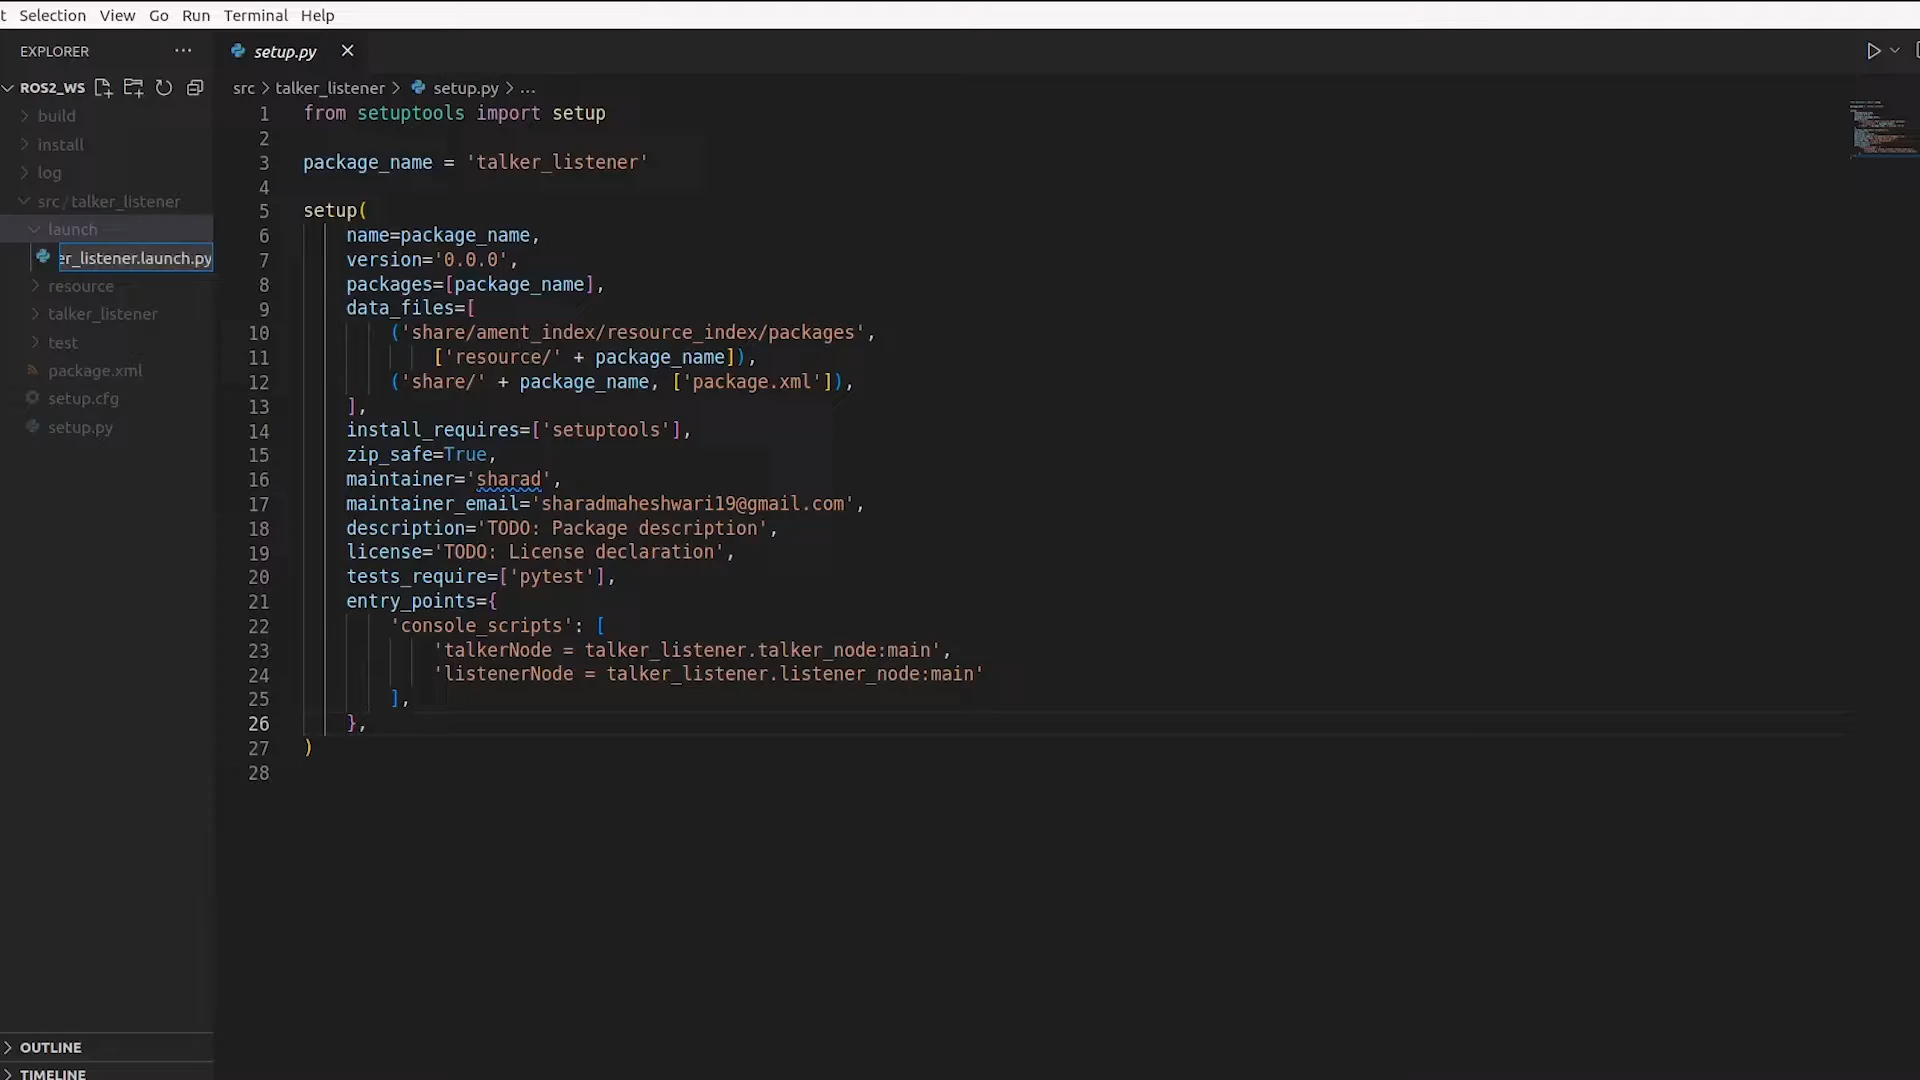 t Selection View Go Run Terminal Help
EXPLORER ...
setup.py
ROS2_WS
build
install
log
src/talker_listener
launch
er_listener.launch.py
resource
talker_listener
test
package.xml
setup.cfg
setup.py
OUTLINE
TIMELINE
src > talker_listener > setup.py > ...
1 from setuptools import setup
2
3 package_name = 'talker_listener'
4
5 setup(
6 name=package_name,
7 version='0.0.0',
8 packages=[package_name],
9 data_files=[
10 ('share/ament_index/resource_index/packages',
11 ['resource/' + package_name]),
12 ('share/' + package_name, ['package.xml']),
13 ],
14 install_requires=['setuptools'],
15 zip_safe=True,
16 maintainer='sharad',
17 maintainer_email='sharadmaheshwari19@gmail.com',
18 description='TODO: Package description',
19 license='TODO: License declaration',
20 tests_require=['pytest'],
21 entry_points={
22 'console_scripts': [
23 'talkerNode = talker_listener.talker_node:main',
24 'listenerNode = talker_listener.listener_node:main'
25 ],
26 },
27 )
28